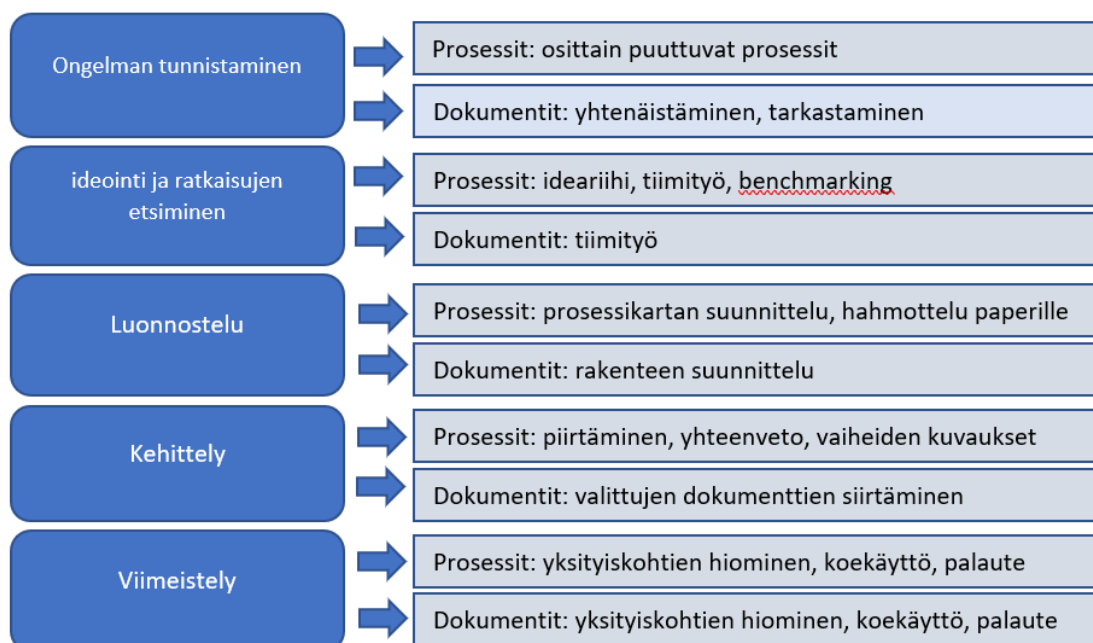 Ongelman tunnistaminen
Prosessit: osittain puuttuvat prosessit
Dokumentit: yhtenäistäminen, tarkastaminen
ideointi ja ratkaisujen
etsiminen
Prosessit: ideariihi, tiimityö, benchmarking
Dokumentit: tiimityö
Luonnostelu
Prosessit: prosessikartan suunnittelu, hahmottelu paperille
Dokumentit: rakenteen suunnittelu
Kehittely
Prosessit: piirtäminen, yhteenveto, vaiheiden kuvaukset
Dokumentit: valittujen dokumenttien siirtäminen
Viimeistely
Prosessit: yksityiskohtien hiominen, koekäyttö, palaute
Dokumentit: yksityiskohtien hiominen, koekäyttö, palaute